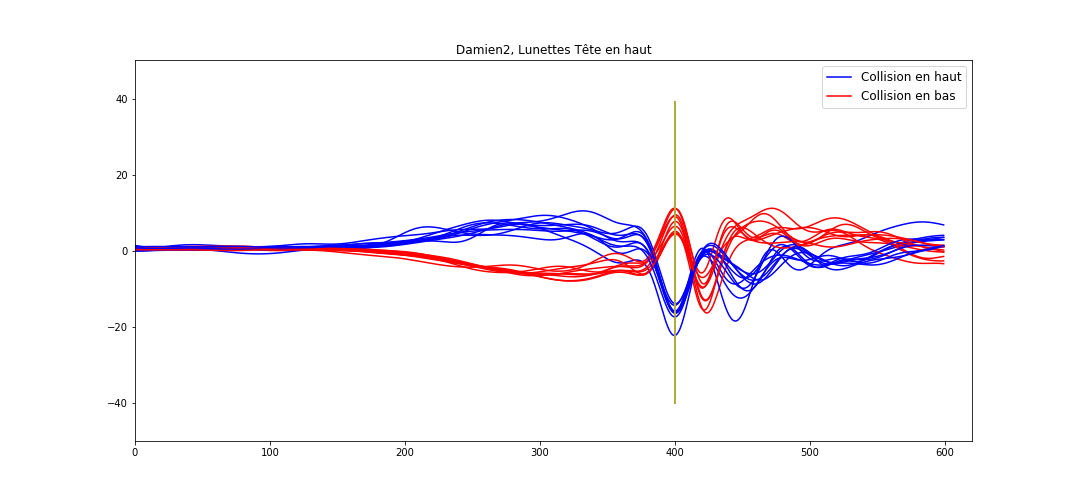 Damien2, Lunettes Tête en haut
Collision en haut
Collision en bas
40
20
0
−20
−40
0 100 200 300 400 500 600